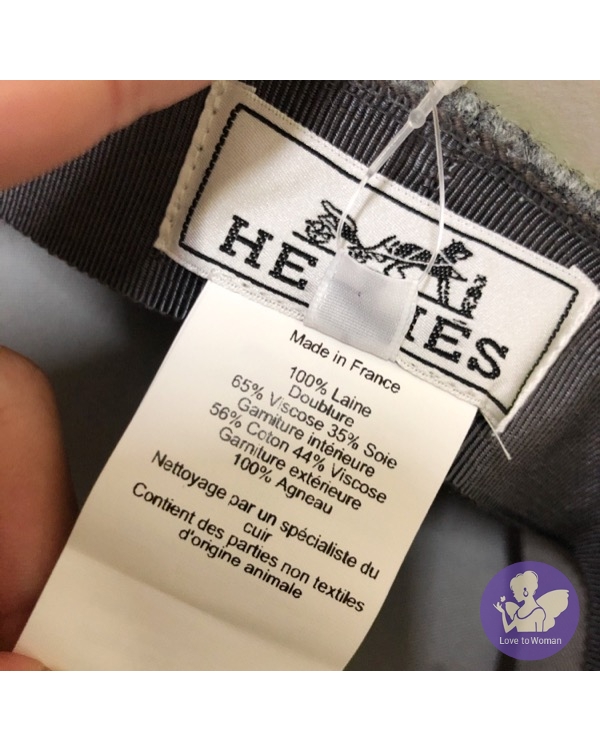 HERMÈS
Made in France
100% Laine
Doublure
65% Viscose 35% Soie
Garniture intérieure
56% Coton 44% Viscose
Garniture extérieure
100% Agneau
Nettoyage par un spécialiste du
cuir
Contient des parties non textiles
d'origine animale
Love to Woman